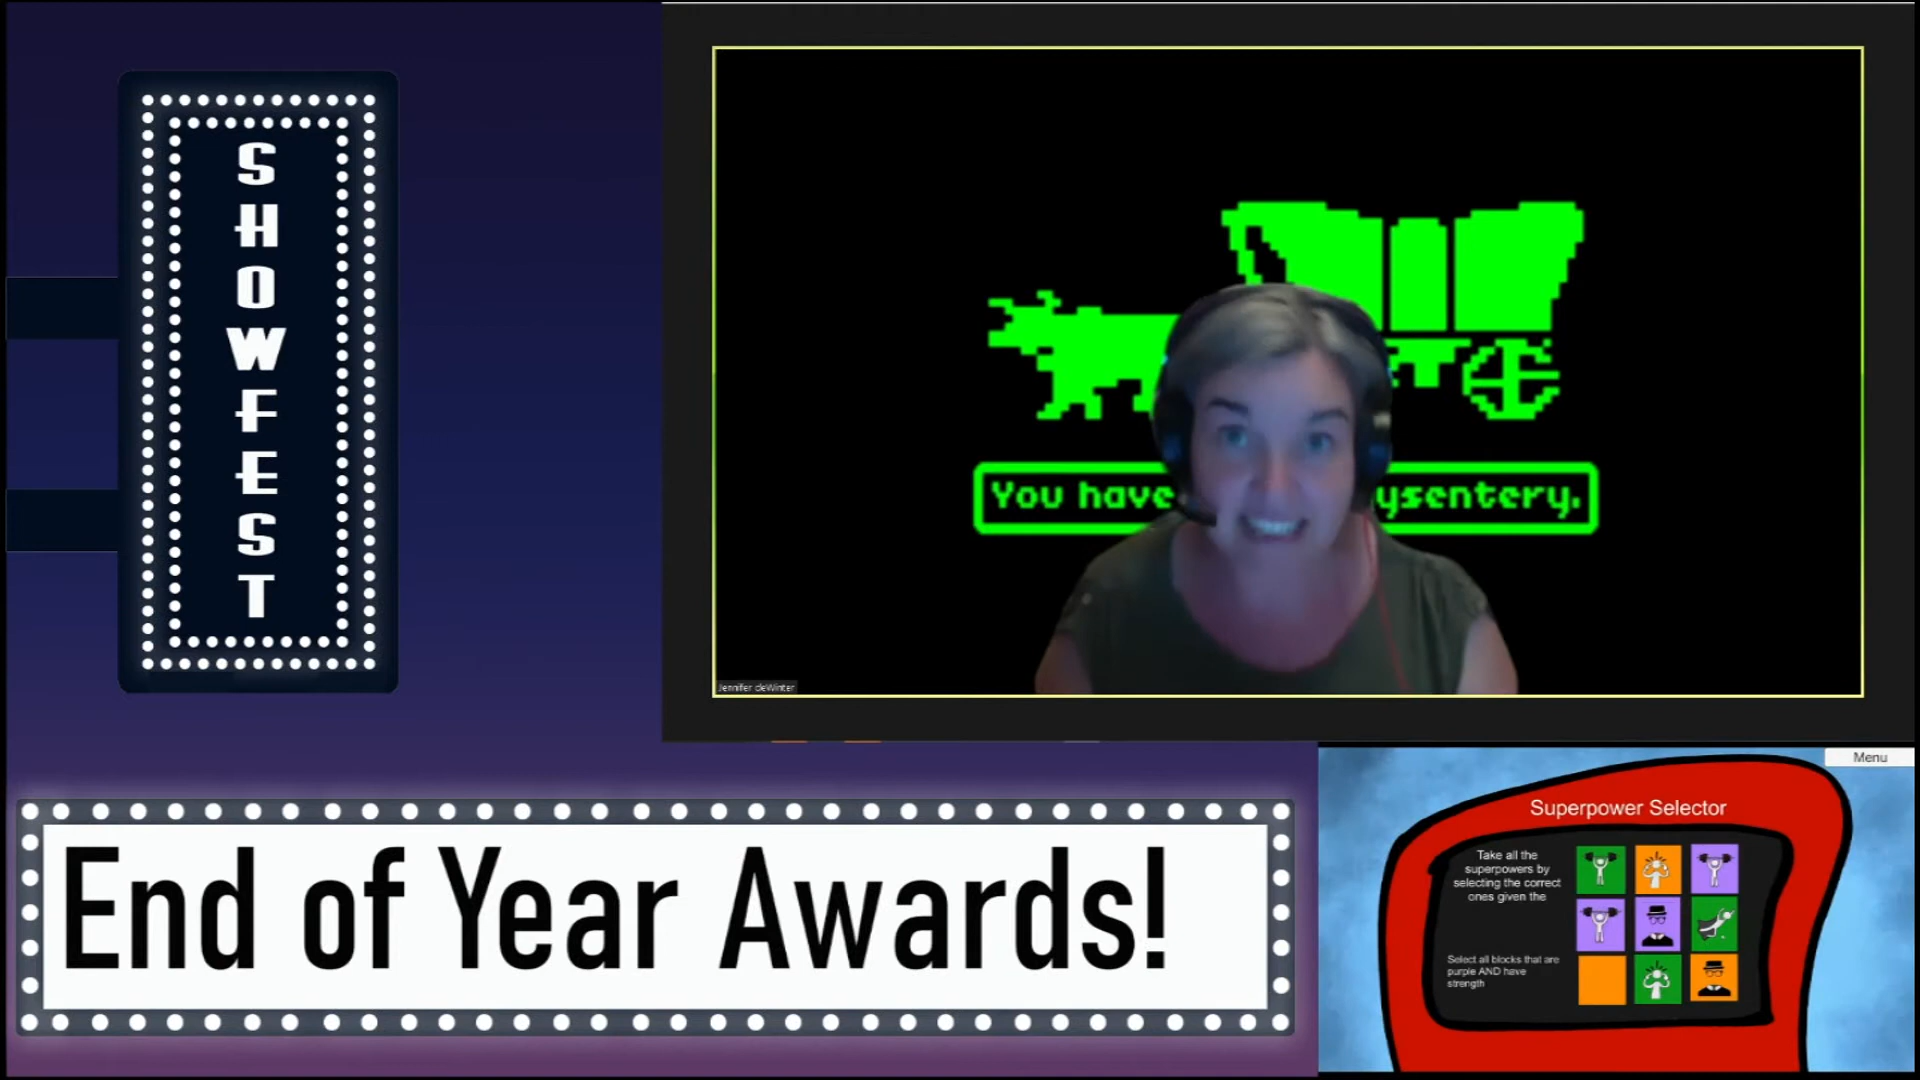 SHOWFEST
You have
ysentery.
Jennifer deWinter
End of Year Awards!
Menu
Superpower Selector
Take all the
superpowers by
selecting the correct
ones given the
Select all blocks that are
purple AND have
strength